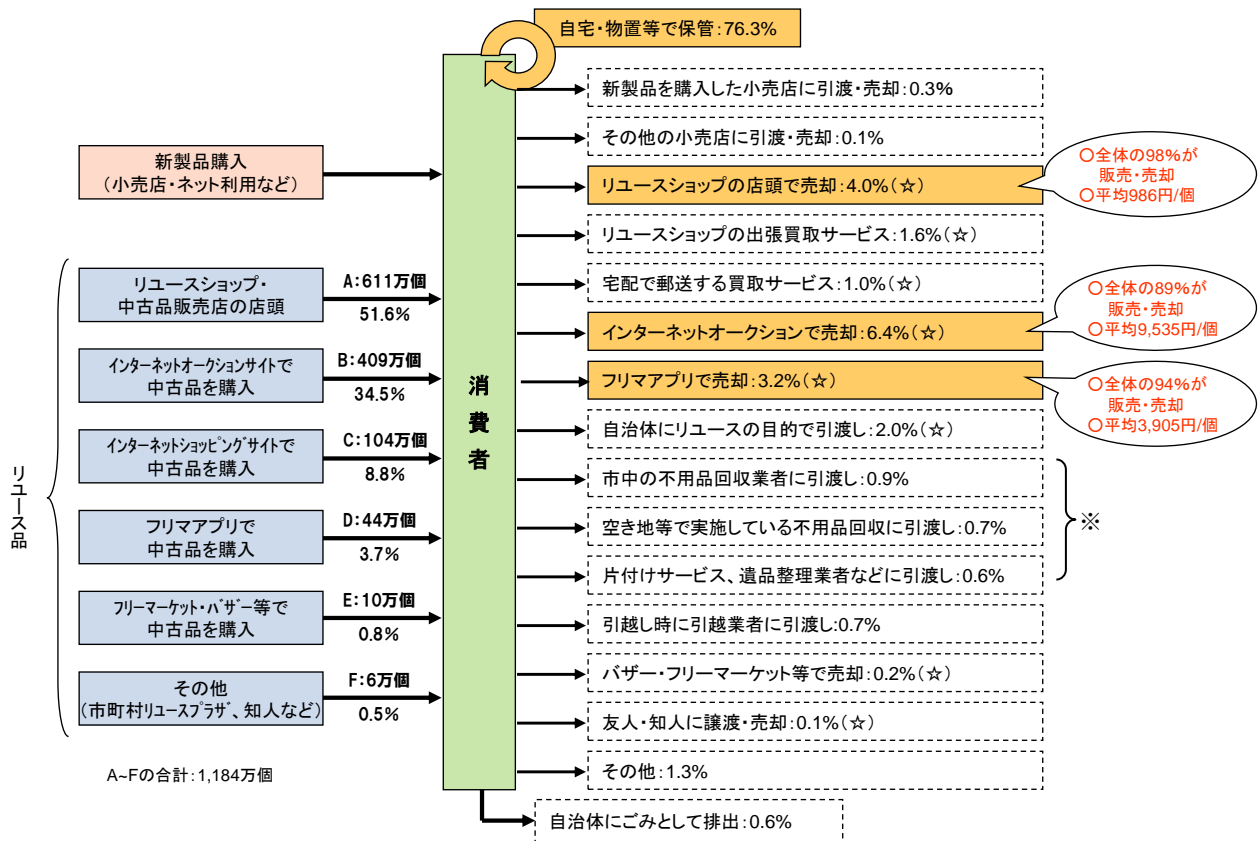 自宅・物置等で保管:76.3%
新製品を購入した小売店に引渡・売却:0.3%
その他の小売店に引渡・売却:0.1%
新製品購入
(小売店・ネット利用など)
リユースショップの店頭で売却:4.0%(☆)
〇全体の98%が
販売・売却
〇平均986円/個
リユースショップの出張買取サービス:1.6%(☆)
リユース品
リユースショップ・
中古品販売店の店頭
A:611万個
51.6%
宅配で郵送する買取サービス:1.0%(☆)
インターネットオークションで売却:6.4%(☆)
〇全体の89%が
販売・売却
〇平均9,535円/個
インターネットオークションサイトで
中古品を購入
B:409万個
34.5%
消費者
フリマアプリで売却:3.2%(☆)
〇全体の94%が
販売・売却
〇平均3,905円/個
インターネットショッピングサイトで
中古品を購入
C:104万個
8.8%
自治体にリユースの目的で引渡し:2.0%(☆)
市中の不用品回収業者に引渡し:0.9%
フリマアプリで
中古品を購入
D:44万個
3.7%
空き地等で実施している不用品回収に引渡し:0.7%
※
片付けサービス、遺品整理業者などに引渡し:0.6%
フリーマーケット・バザー等で
中古品を購入
E:10万個
0.8%
引越し時に引越業者に引渡し:0.7%
バザー・フリーマーケット等で売却:0.2%(☆)
その他
(市町村リユースプラザ、知人など)
F:6万個
0.5%
友人・知人に譲渡・売却:0.1%(☆)
その他:1.3%
A~Fの合計:1,184万個
自治体にごみとして排出:0.6%